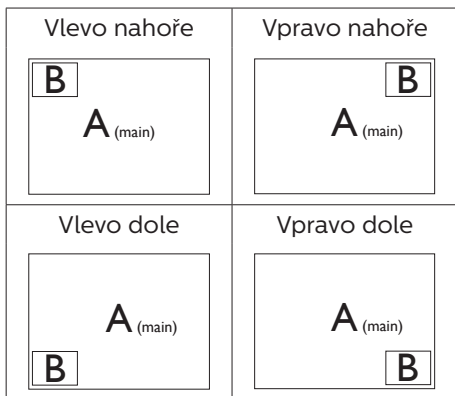 Vlevo nahoře
B
A (main)
Vpravo nahoře
B
A (main)
Vlevo dole
A (main)
B
Vpravo dole
A (main)
B